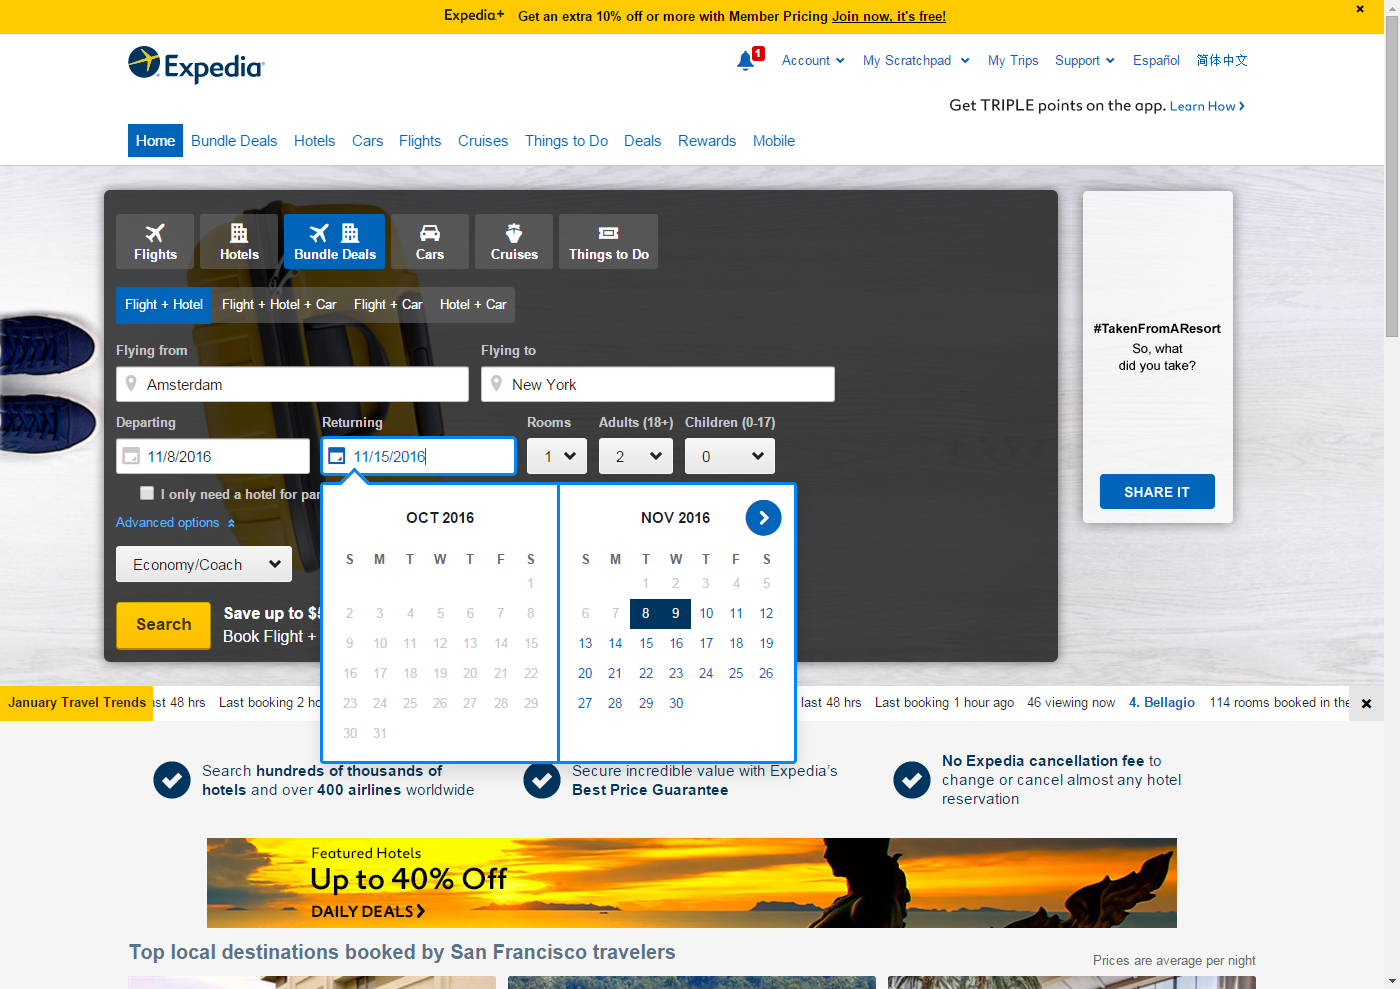 Expedia+ Get an extra 10% off or more with Member Pricing Join now, it's free!
Expedia
1 Account My Scratchpad My Trips Support Español 简体中文
Get TRIPLE points on the app. Learn How
Home Bundle Deals Hotels Cars Flights Cruises Things to Do Deals Rewards Mobile
Flights Hotels Bundle Deals Cars Cruises Things to Do
Flight + Hotel Flight + Hotel + Car Flight + Car Hotel + Car
Flying from Flying to
Amsterdam New York
Departing Returning Rooms Adults (18+) Children (0-17)
11/8/2016 11/15/2016 1 2 0
I only need a hotel for par
Advanced options
Economy/Coach
Search
Save up to $5
Book Flight +
OCT 2016
S M T W T F S
1
2 3 4 5 6 7 8
9 10 11 12 13 14 15
16 17 18 19 20 21 22
23 24 25 26 27 28 29
30 31
NOV 2016
S M T W T F S
1 2 3 4 5
6 7 8 9 10 11 12
13 14 15 16 17 18 19
20 21 22 23 24 25 26
27 28 29 30
#TakenFromAResort
So, what
did you take?
SHARE IT
January Travel Trends st 48 hrs Last booking 2 ho last 48 hrs Last booking 1 hour ago 46 viewing now 4. Bellagio 114 rooms booked in the
Search hundreds of thousands of
hotels and over 400 airlines worldwide
Secure incredible value with Expedia’s
Best Price Guarantee
No Expedia cancellation fee to
change or cancel almost any hotel
reservation
Featured Hotels
Up to 40% Off
DAILY DEALS
Top local destinations booked by San Francisco travelers
Prices are average per night